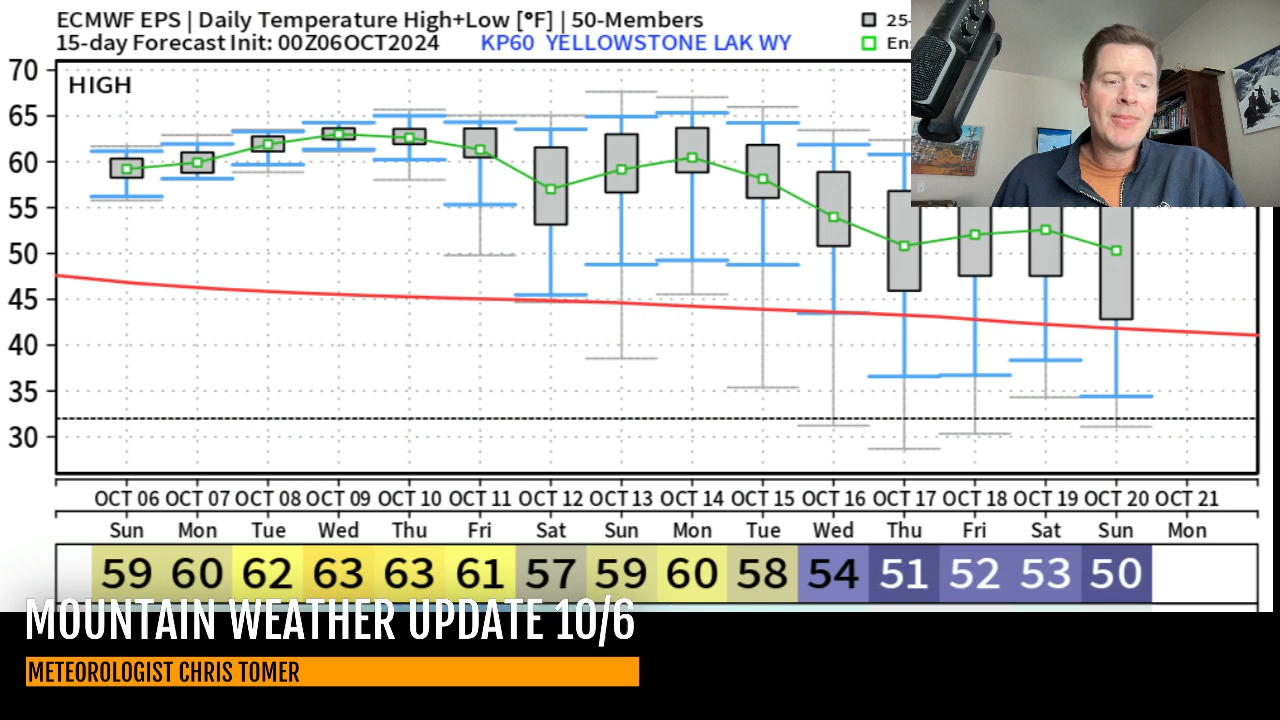 ECMWF EPS | Daily Temperature High+Low [°F] | 50-Members
25-
15-day Forecast Init: 00Z06OCT2024 KP60 YELLOWSTONE LAK WY
En
HIGH
70
65
60
55
50
45
40
35
30
OCT 06 OCT 07 OCT 08 OCT 09 OCT 10 OCT 11 OCT 12 OCT 13 OCT 14 OCT 15 OCT 16 OCT 17 OCT 18 OCT 19 OCT 20 OCT 21
Sun Mon Tue Wed Thu Fri Sat Sun Mon Tue Wed Thu Fri Sat Sun Mon
59 60 62 63 63 61 57 59 60 58 54 51 52 53 50
MOUNTAIN WEATHER UPDATE 10/6
METEOROLOGIST CHRIS TOMER